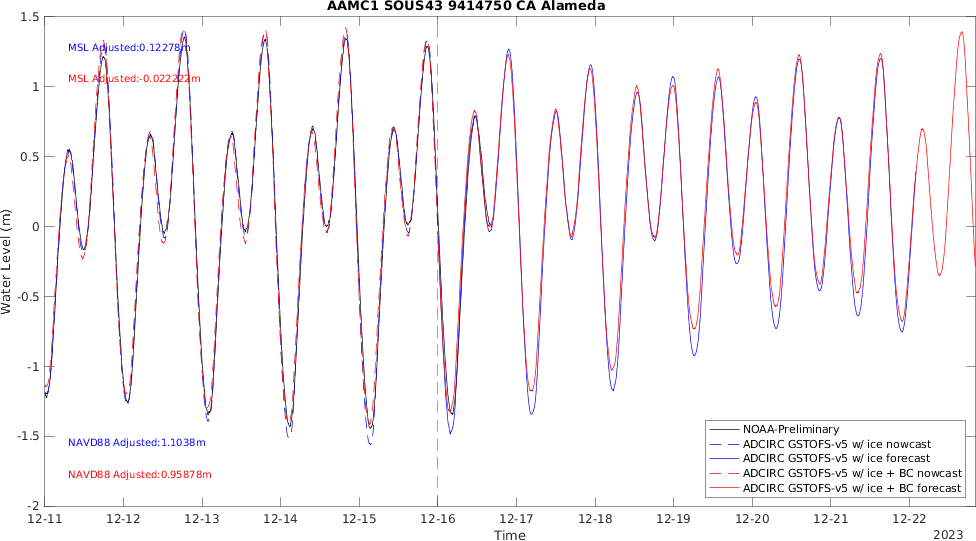 AAMC1 SOUS43 9414750 CA Alameda
1.5
1
0.5
0
-0.5
-1
-1.5
-2
Water Level (m)
MSL Adjusted:0.12278m
MSL Adjusted:-0.022222m
NAVD88 Adjusted:1.1038m
NAVD88 Adjusted:0.95878m
NOAA-Preliminary
ADCIRC GSTOFS-v5 w/ ice nowcast
ADCIRC GSTOFS-v5 w/ ice forecast
ADCIRC GSTOFS-v5 w/ ice + BC nowcast
ADCIRC GSTOFS-v5 w/ ice + BC forecast
12-11 12-12 12-13 12-14 12-15 12-16 12-17 12-18 12-19 12-20 12-21 12-22
Time
2023